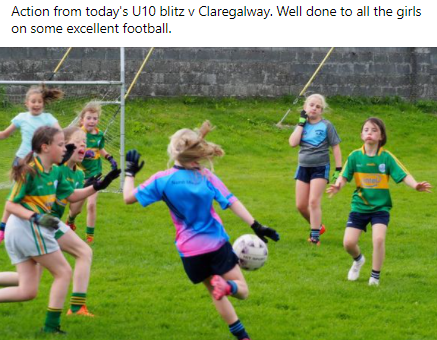 Action from today's U10 blitz v Claregalway. Well done to all the girls
on some excellent football.